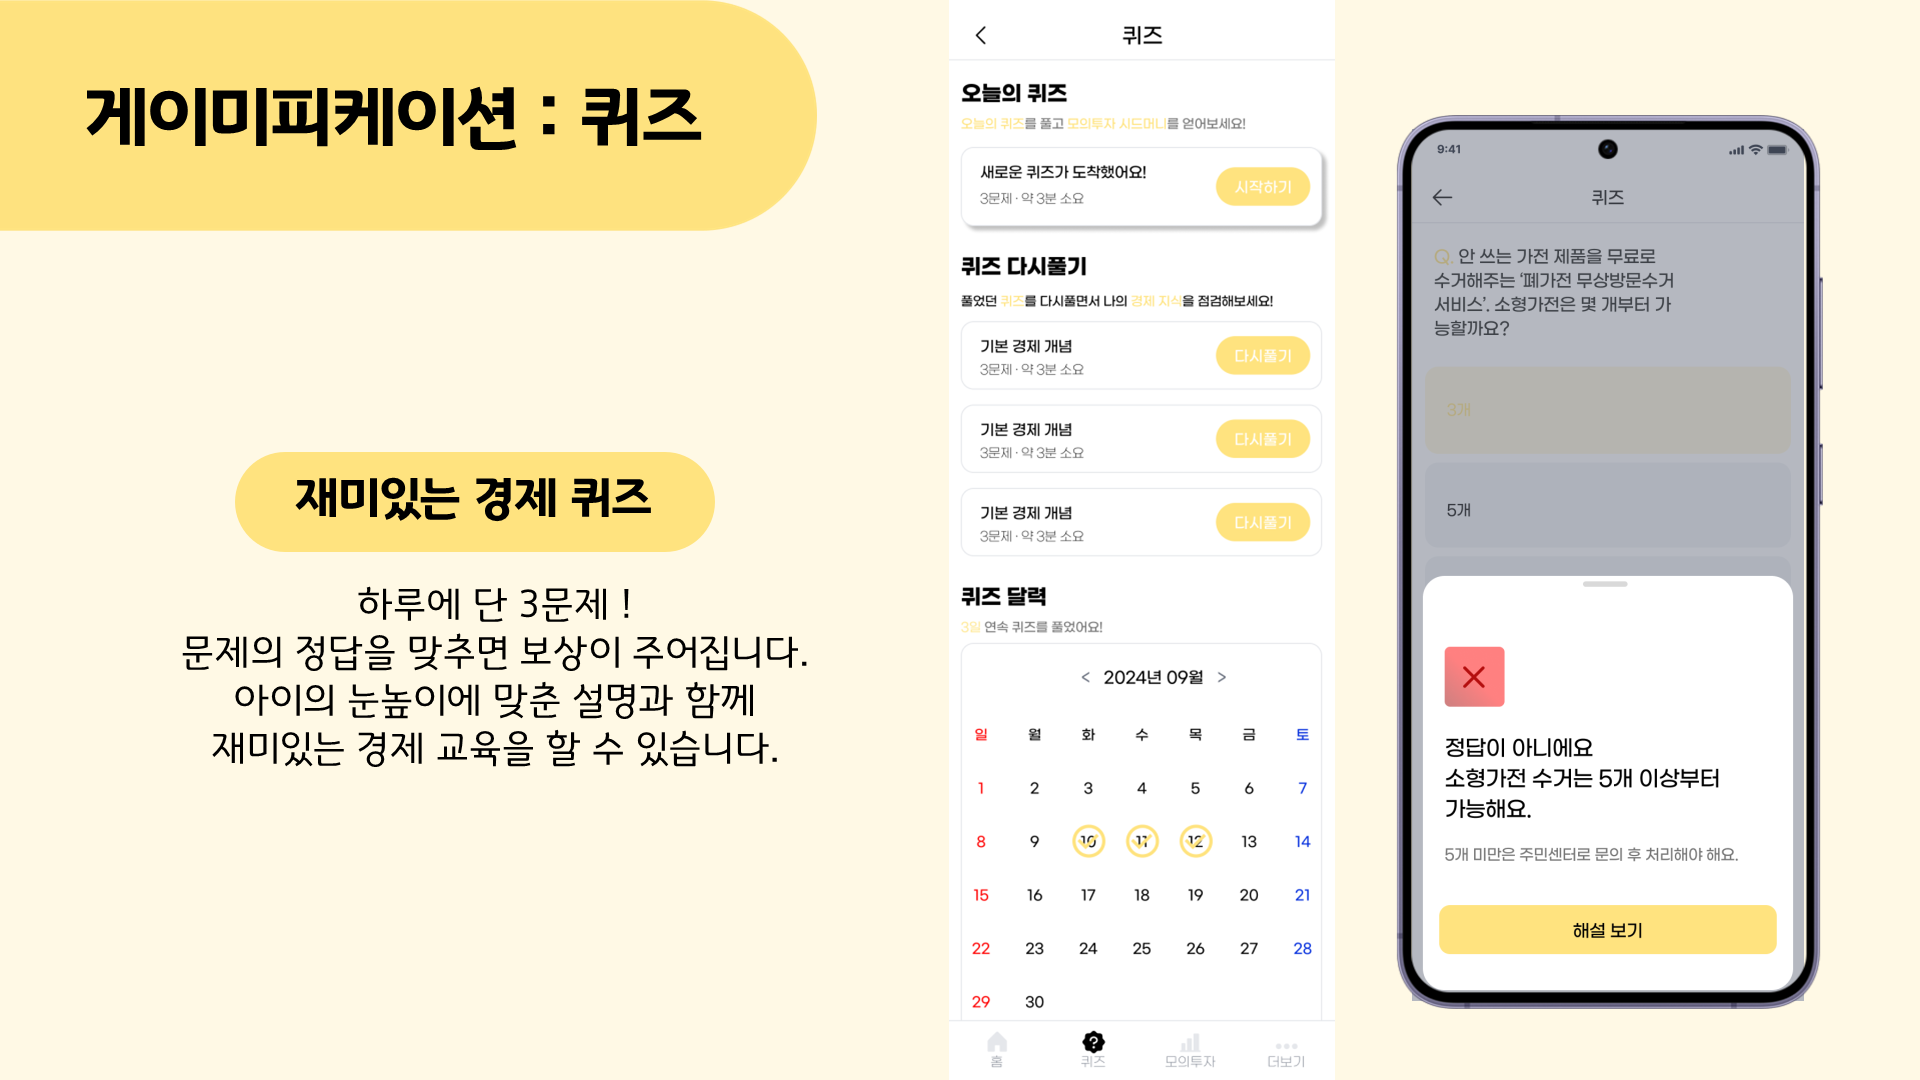 게이미피케이션 : 퀴즈
재미있는 경제 퀴즈
하루에 단 3문제 !
문제의 정답을 맞추면 보상이 주어집니다.
아이의 눈높이에 맞춘 설명과 함께
재미있는 경제 교육을 할 수 있습니다.
퀴즈
오늘의 퀴즈
오늘의 퀴즈를 풀고 모의투자 시드머니를 얻어보세요!
새로운 퀴즈가 도착했어요!
3문제 · 약 3분 소요
시작하기
퀴즈 다시풀기
풀었던 퀴즈를 다시풀면서 나의 경제 지식을 점검해보세요!
기본 경제 개념
3문제 · 약 3분 소요
다시풀기
기본 경제 개념
3문제 · 약 3분 소요
다시풀기
기본 경제 개념
3문제 · 약 3분 소요
다시풀기
퀴즈 달력
3일 연속 퀴즈를 풀었어요!
< 2024년 09월 >
일 월 화 수 목 금 토
1 2 3 4 5 6 7
8 9 10 11 12 13 14
15 16 17 18 19 20 21
22 23 24 25 26 27 28
29 30
홈 퀴즈 모의투자 더보기
9:41
퀴즈
Q. 안 쓰는 가전 제품을 무료로
수거해주는 ‘폐가전 무상방문수거
서비스’. 소형가전은 몇 개부터 가
능할까요?
3개
5개
정답이 아니에요
소형가전 수거는 5개 이상부터
가능해요.
5개 미만은 주민센터로 문의 후 처리해야 해요.
해설 보기